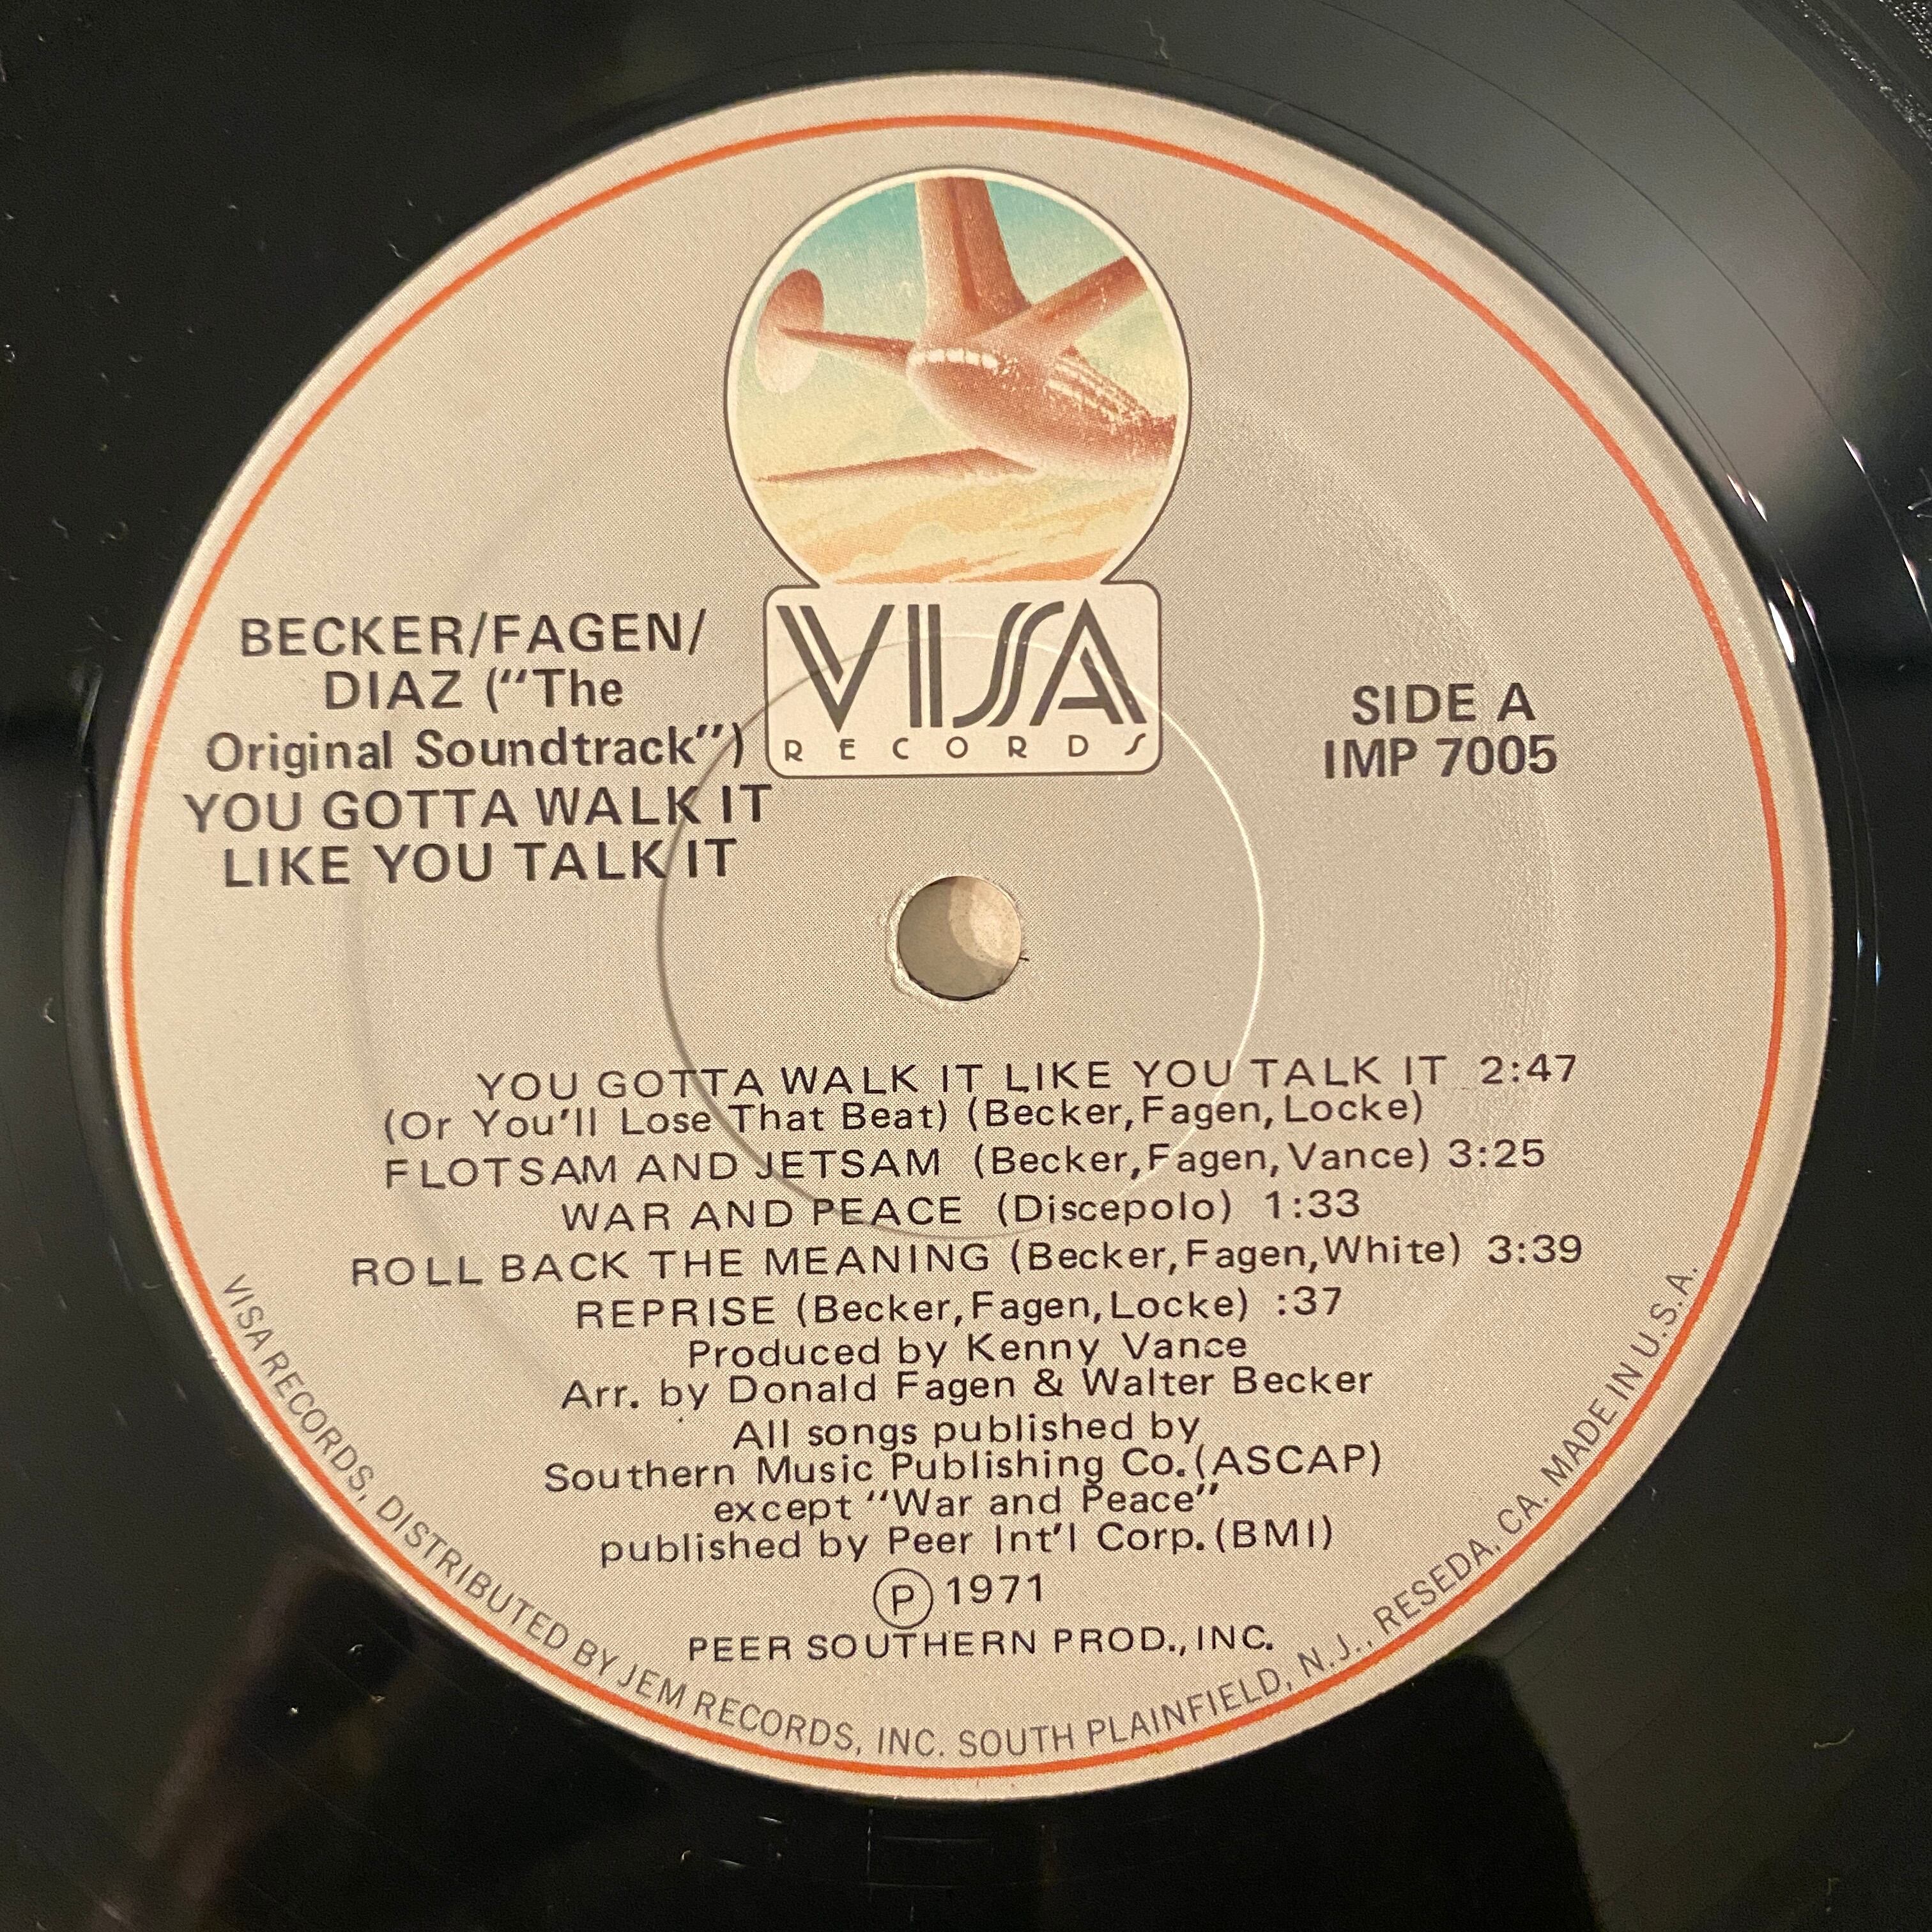 VISA
RECORDS
BECKER/FAGEN/
DIAZ (“The
Original Soundtrack”)
YOU GOTTA WALK IT
LIKE YOU TALK IT
SIDE A
IMP 7005
YOU GOTTA WALK IT LIKE YOU TALK IT 2:47
(Or You'll Lose That Beat) (Becker, Fagen, Locke)
FLOTSAM AND JETSAM (Becker, Fagen, Vance) 3:25
WAR AND PEACE (Discepolo) 1:33
ROLL BACK THE MEANING (Becker, Fagen, White) 3:39
REPRISE (Becker, Fagen, Locke) :37
Produced by Kenny Vance
Arr. by Donald Fagen & Walter Becker
All songs published by
Southern Music Publishing Co. (ASCAP)
except “War and Peace”
published by Peer Int'l Corp. (BMI)
Ⓟ 1971
PEER SOUTHERN PROD., INC.
VISA RECORDS, DISTRIBUTED BY JEM RECORDS, INC. SOUTH PLAINFIELD, N.J., RESEDA, CA. MADE IN U.S.A.